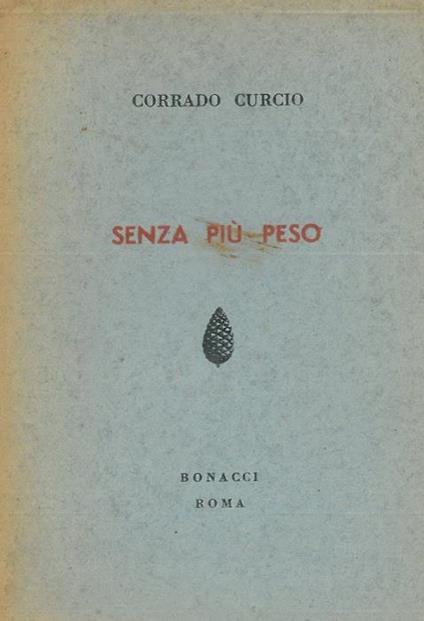 CORRADO CURCIO
SENZA PIÙ PESO
BONACCI
ROMA